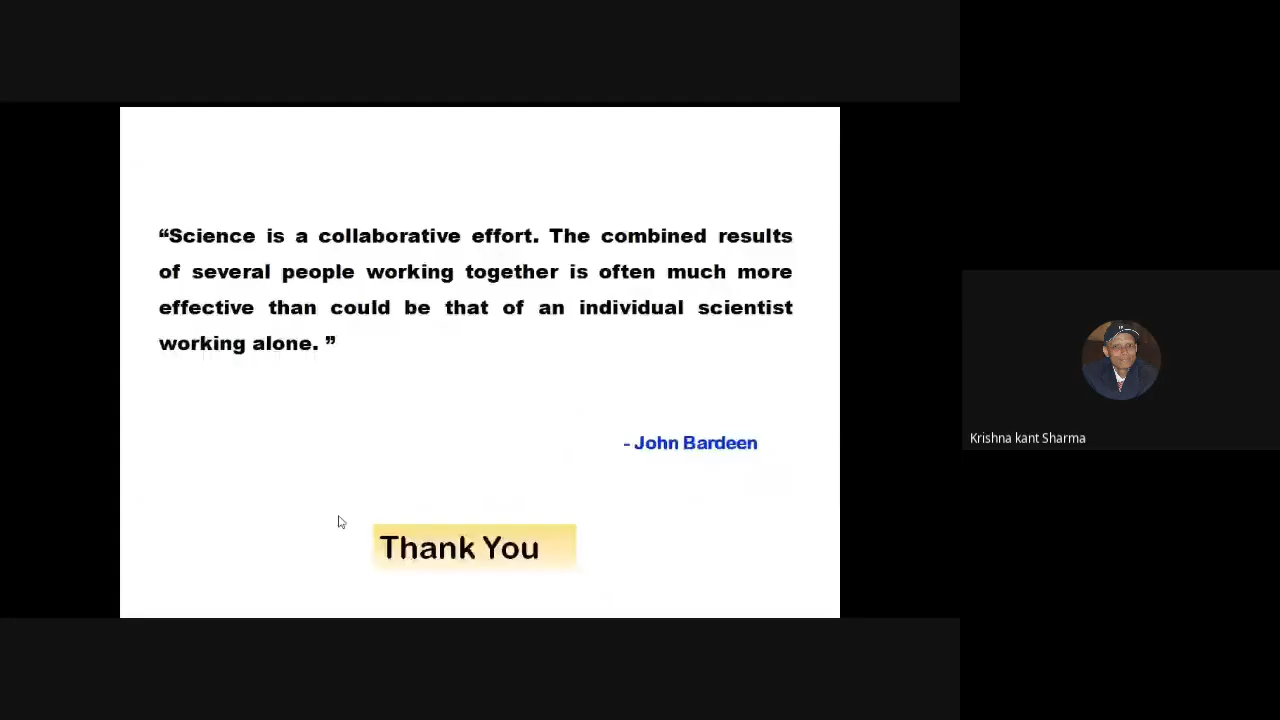 “Science is a collaborative effort. The combined results
of several people working together is often much more
effective than could be that of an individual scientist
working alone. ”
- John Bardeen
Thank You
Krishna kant Sharma